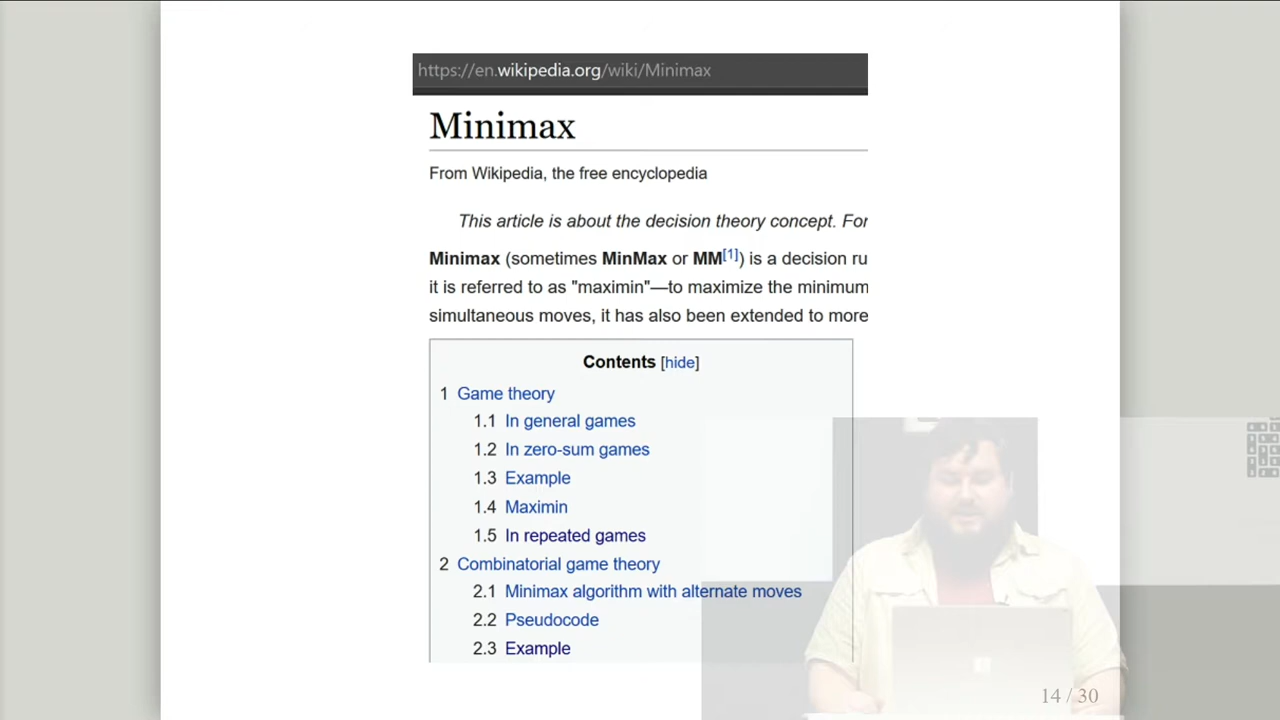 https://en.wikipedia.org/wiki/Minimax
Minimax
From Wikipedia, the free encyclopedia
This article is about the decision theory concept. For
Minimax (sometimes MinMax or MM[1]) is a decision ru
it is referred to as "maximin"—to maximize the minimum
simultaneous moves, it has also been extended to more
Contents [hide]
1 Game theory
1.1 In general games
1.2 In zero-sum games
1.3 Example
1.4 Maximin
1.5 In repeated games
2 Combinatorial game theory
2.1 Minimax algorithm with alternate moves
2.2 Pseudocode
2.3 Example
14 / 30